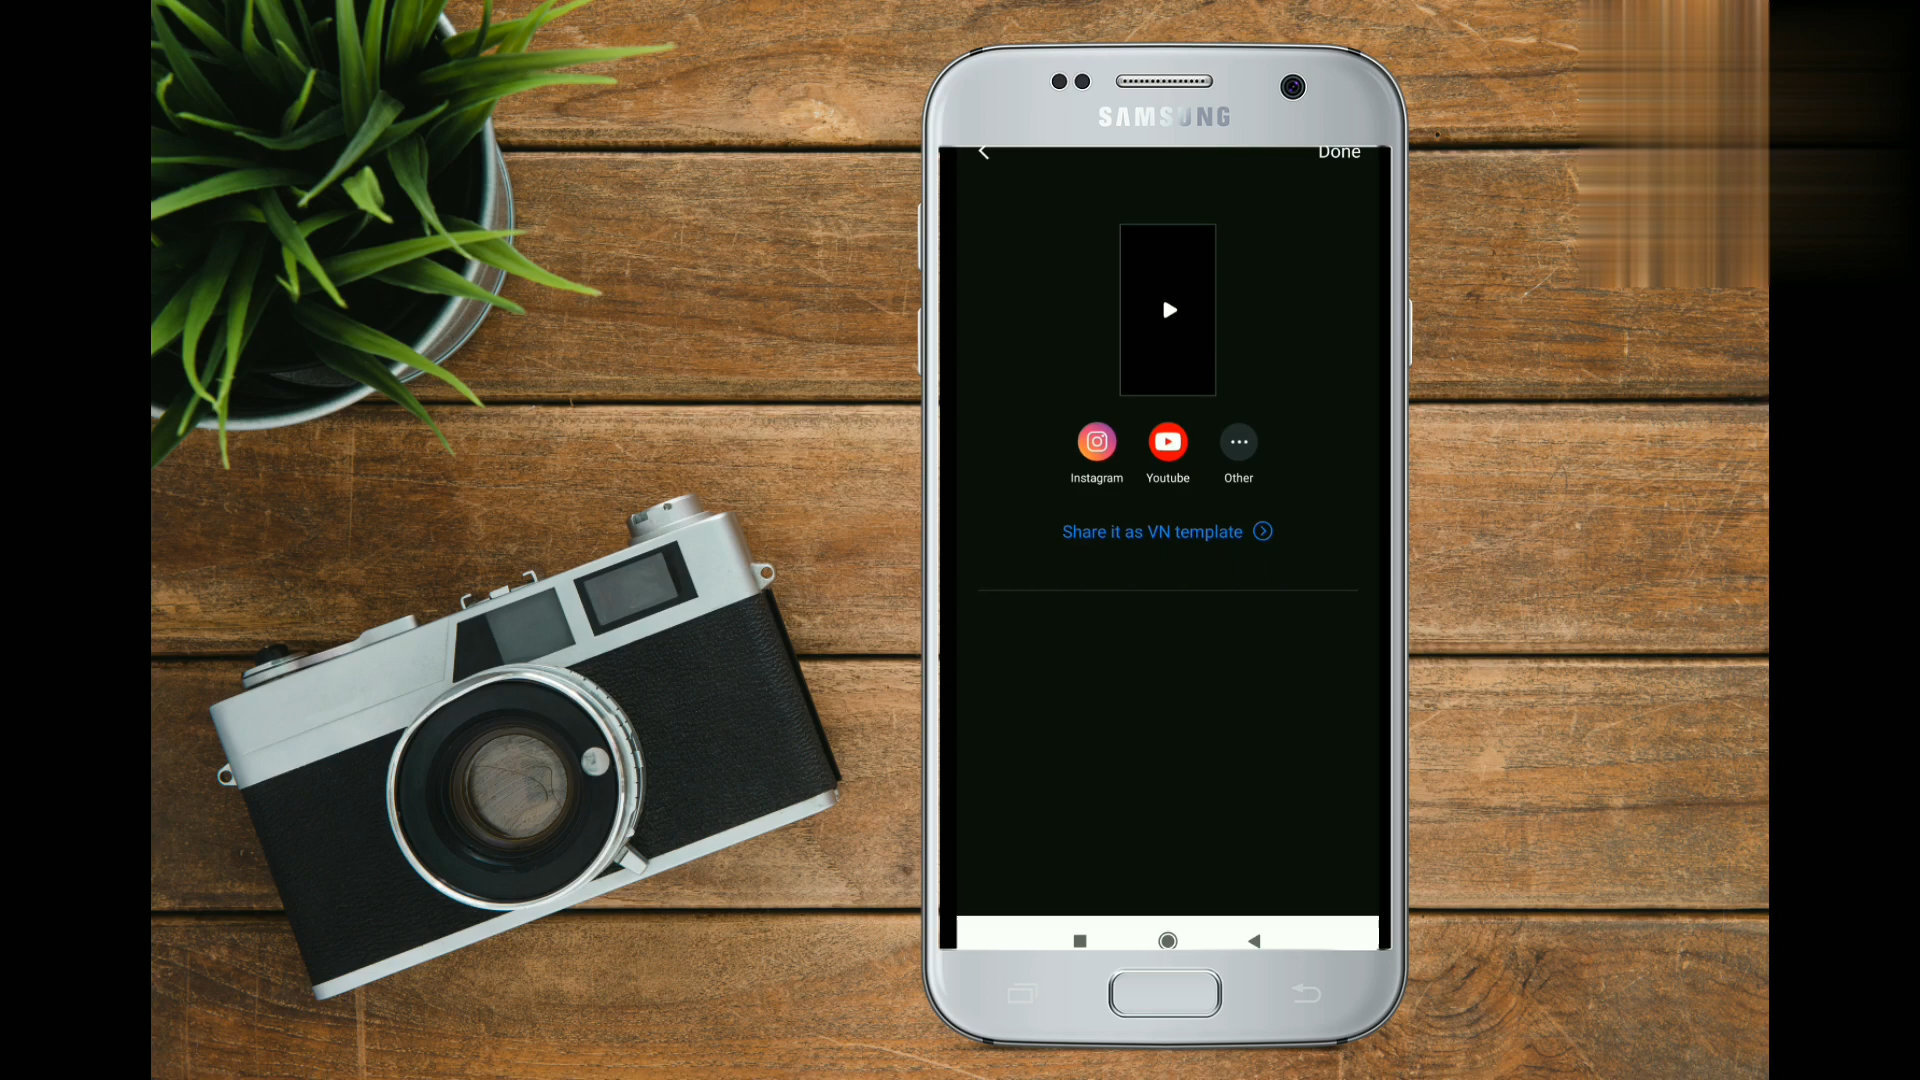 SAMSUNG
Done
Instagram
Youtube
Other
Share it as VN template